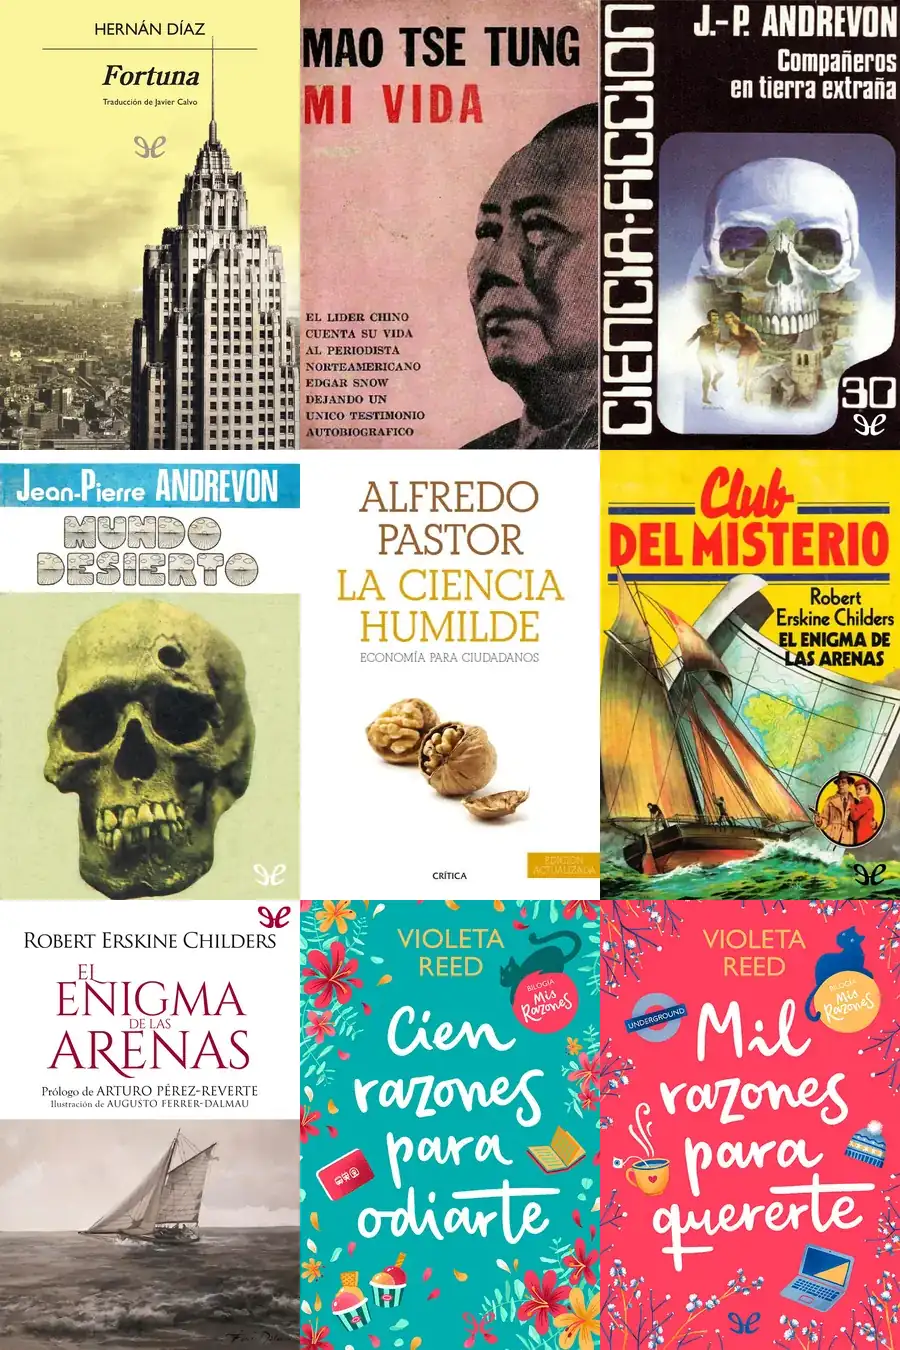 HERNÁN DÍAZ
Fortuna
Traducción de Javier Calvo
MAO TSE TUNG
MI VIDA
EL LIDER CHINO
CUENTA SU VIDA
AL PERIODISTA
NORTEAMERICANO
EDGAR SNOW
DEJANDO UN
UNICO TESTIMONIO
AUTOBIOGRAFICO
CIENCIA-FICCION
J.-P. ANDREVON
Compañeros
en tierra extraña
30
Jean-Pierre ANDREVON
MUNDO
DESIERTO
ALFREDO
PASTOR
LA CIENCIA
HUMILDE
ECONOMÍA PARA CIUDADANOS
CRÍTICA
EDICIÓN
ACTUALIZADA
Club
DEL MISTERIO
Robert
Erskine Childers
EL ENIGMA DE
LAS ARENAS
ROBERT ERSKINE CHILDERS
EL
ENIGMA
DE LAS
ARENAS
Prólogo de ARTURO PÉREZ-REVERTE
Ilustración de AUGUSTO FERRER-DALMAU
VIOLETA
REED
BILOGÍA
Mis
Razones
Cien
razones
para
odiarte
VIOLETA
REED
BILOGÍA
Mis
Razones
UNDERGROUND
Mil
razones
para
quererte